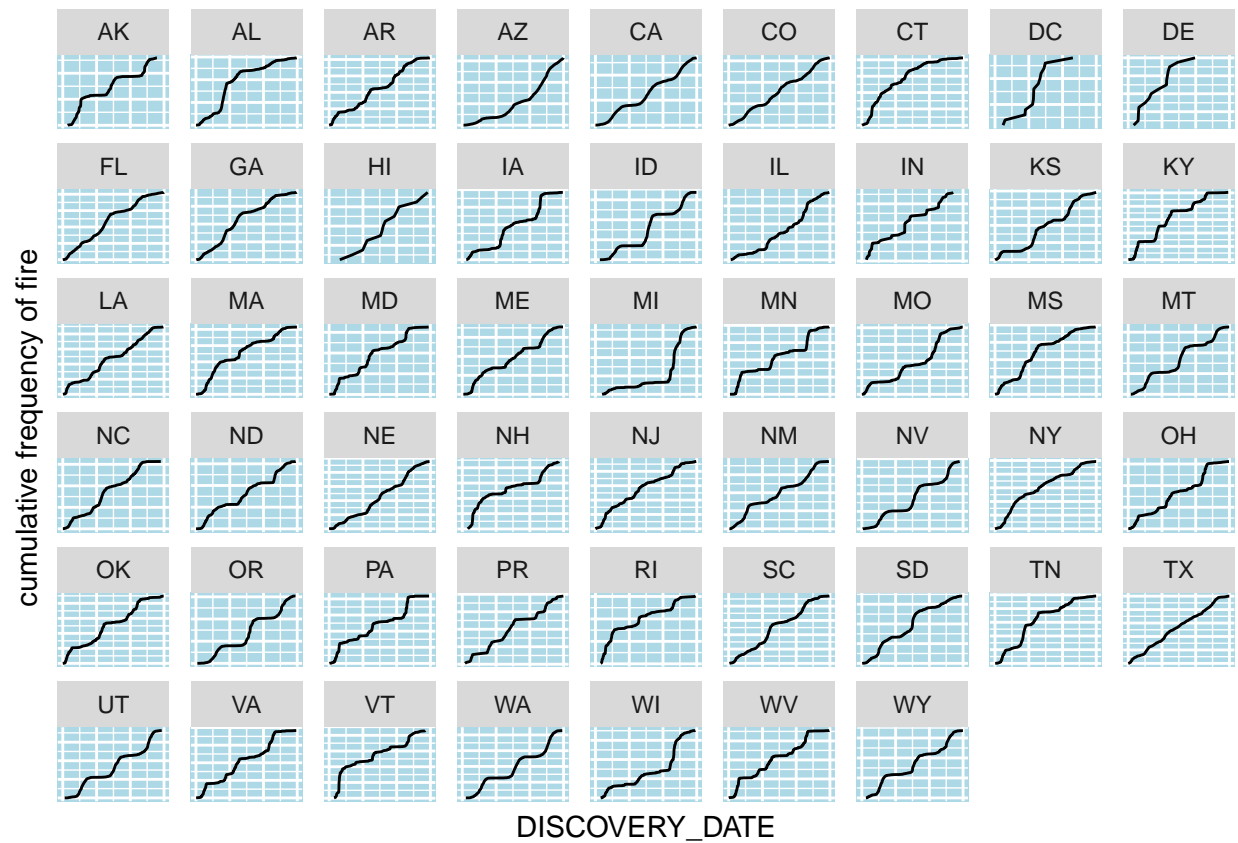 AK AL AR AZ CA CO CT DC DE
FL GA HI IA ID IL IN KS KY
LA MA MD ME MI MN MO MS MT
NC ND NE NH NJ NM NV NY OH
OK OR PA PR RI SC SD TN TX
UT VA VT WA WI WV WY
cumulative frequency of fire
DISCOVERY_DATE